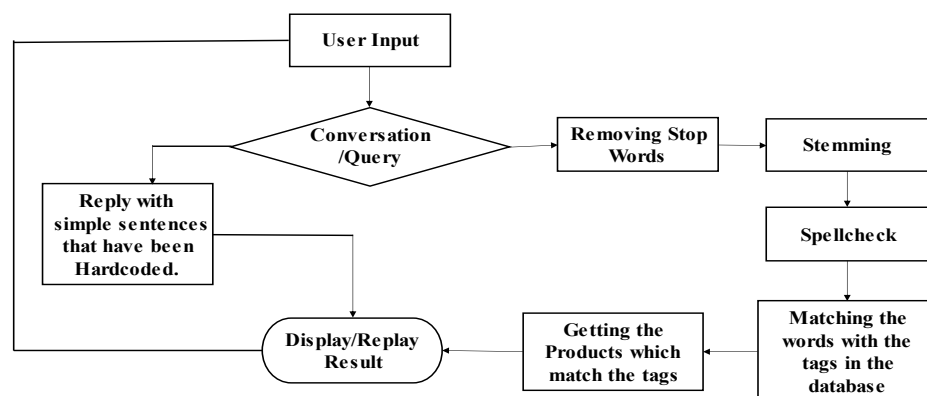 User Input
Conversation
/Query
Removing Stop
Words
Stemming
Reply with
simple sentences
that have been
Hardcoded.
Spellcheck
Display/Replay
Result
Getting the
Products which
match the tags
Matching the
words with the
tags in the
database